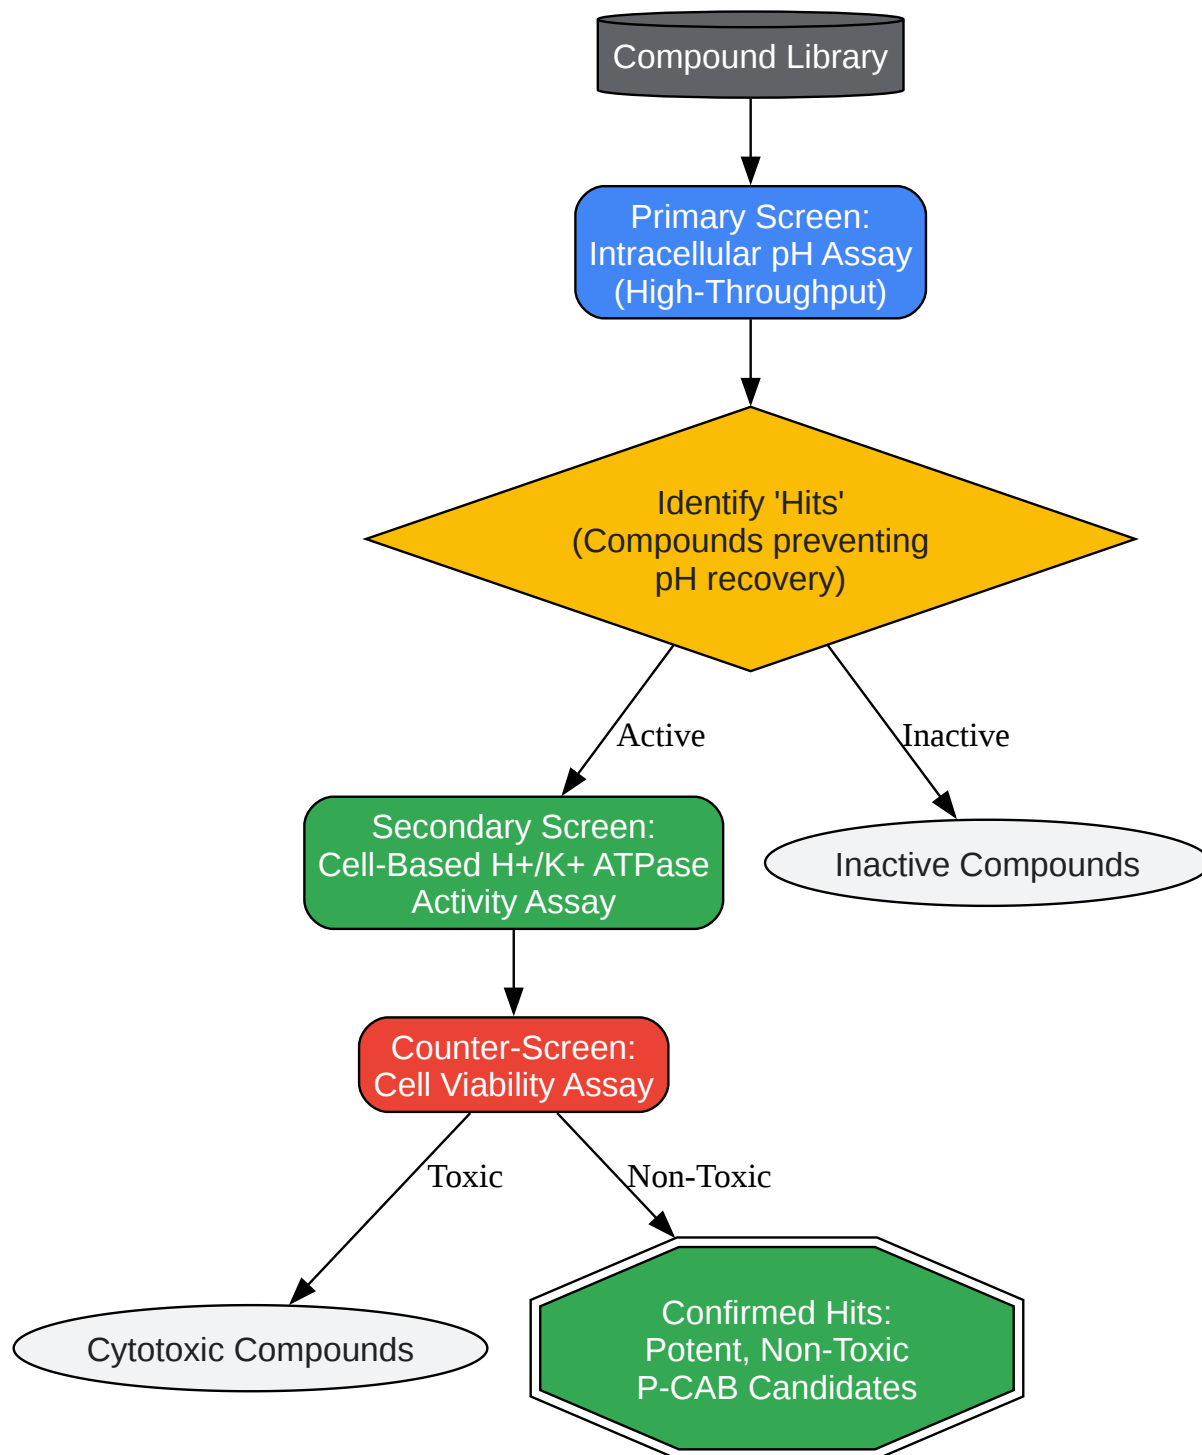 Compound Library
Primary Screen:
Intracellular pH Assay
(High-Throughput)
Identify 'Hits'
(Compounds preventing
pH recovery)
Active
Inactive
Secondary Screen:
Cell-Based H+/K+ ATPase
Activity Assay
Inactive Compounds
Counter-Screen:
Cell Viability Assay
Toxic
Non-Toxic
Cytotoxic Compounds
Confirmed Hits:
Potent, Non-Toxic
P-CAB Candidates